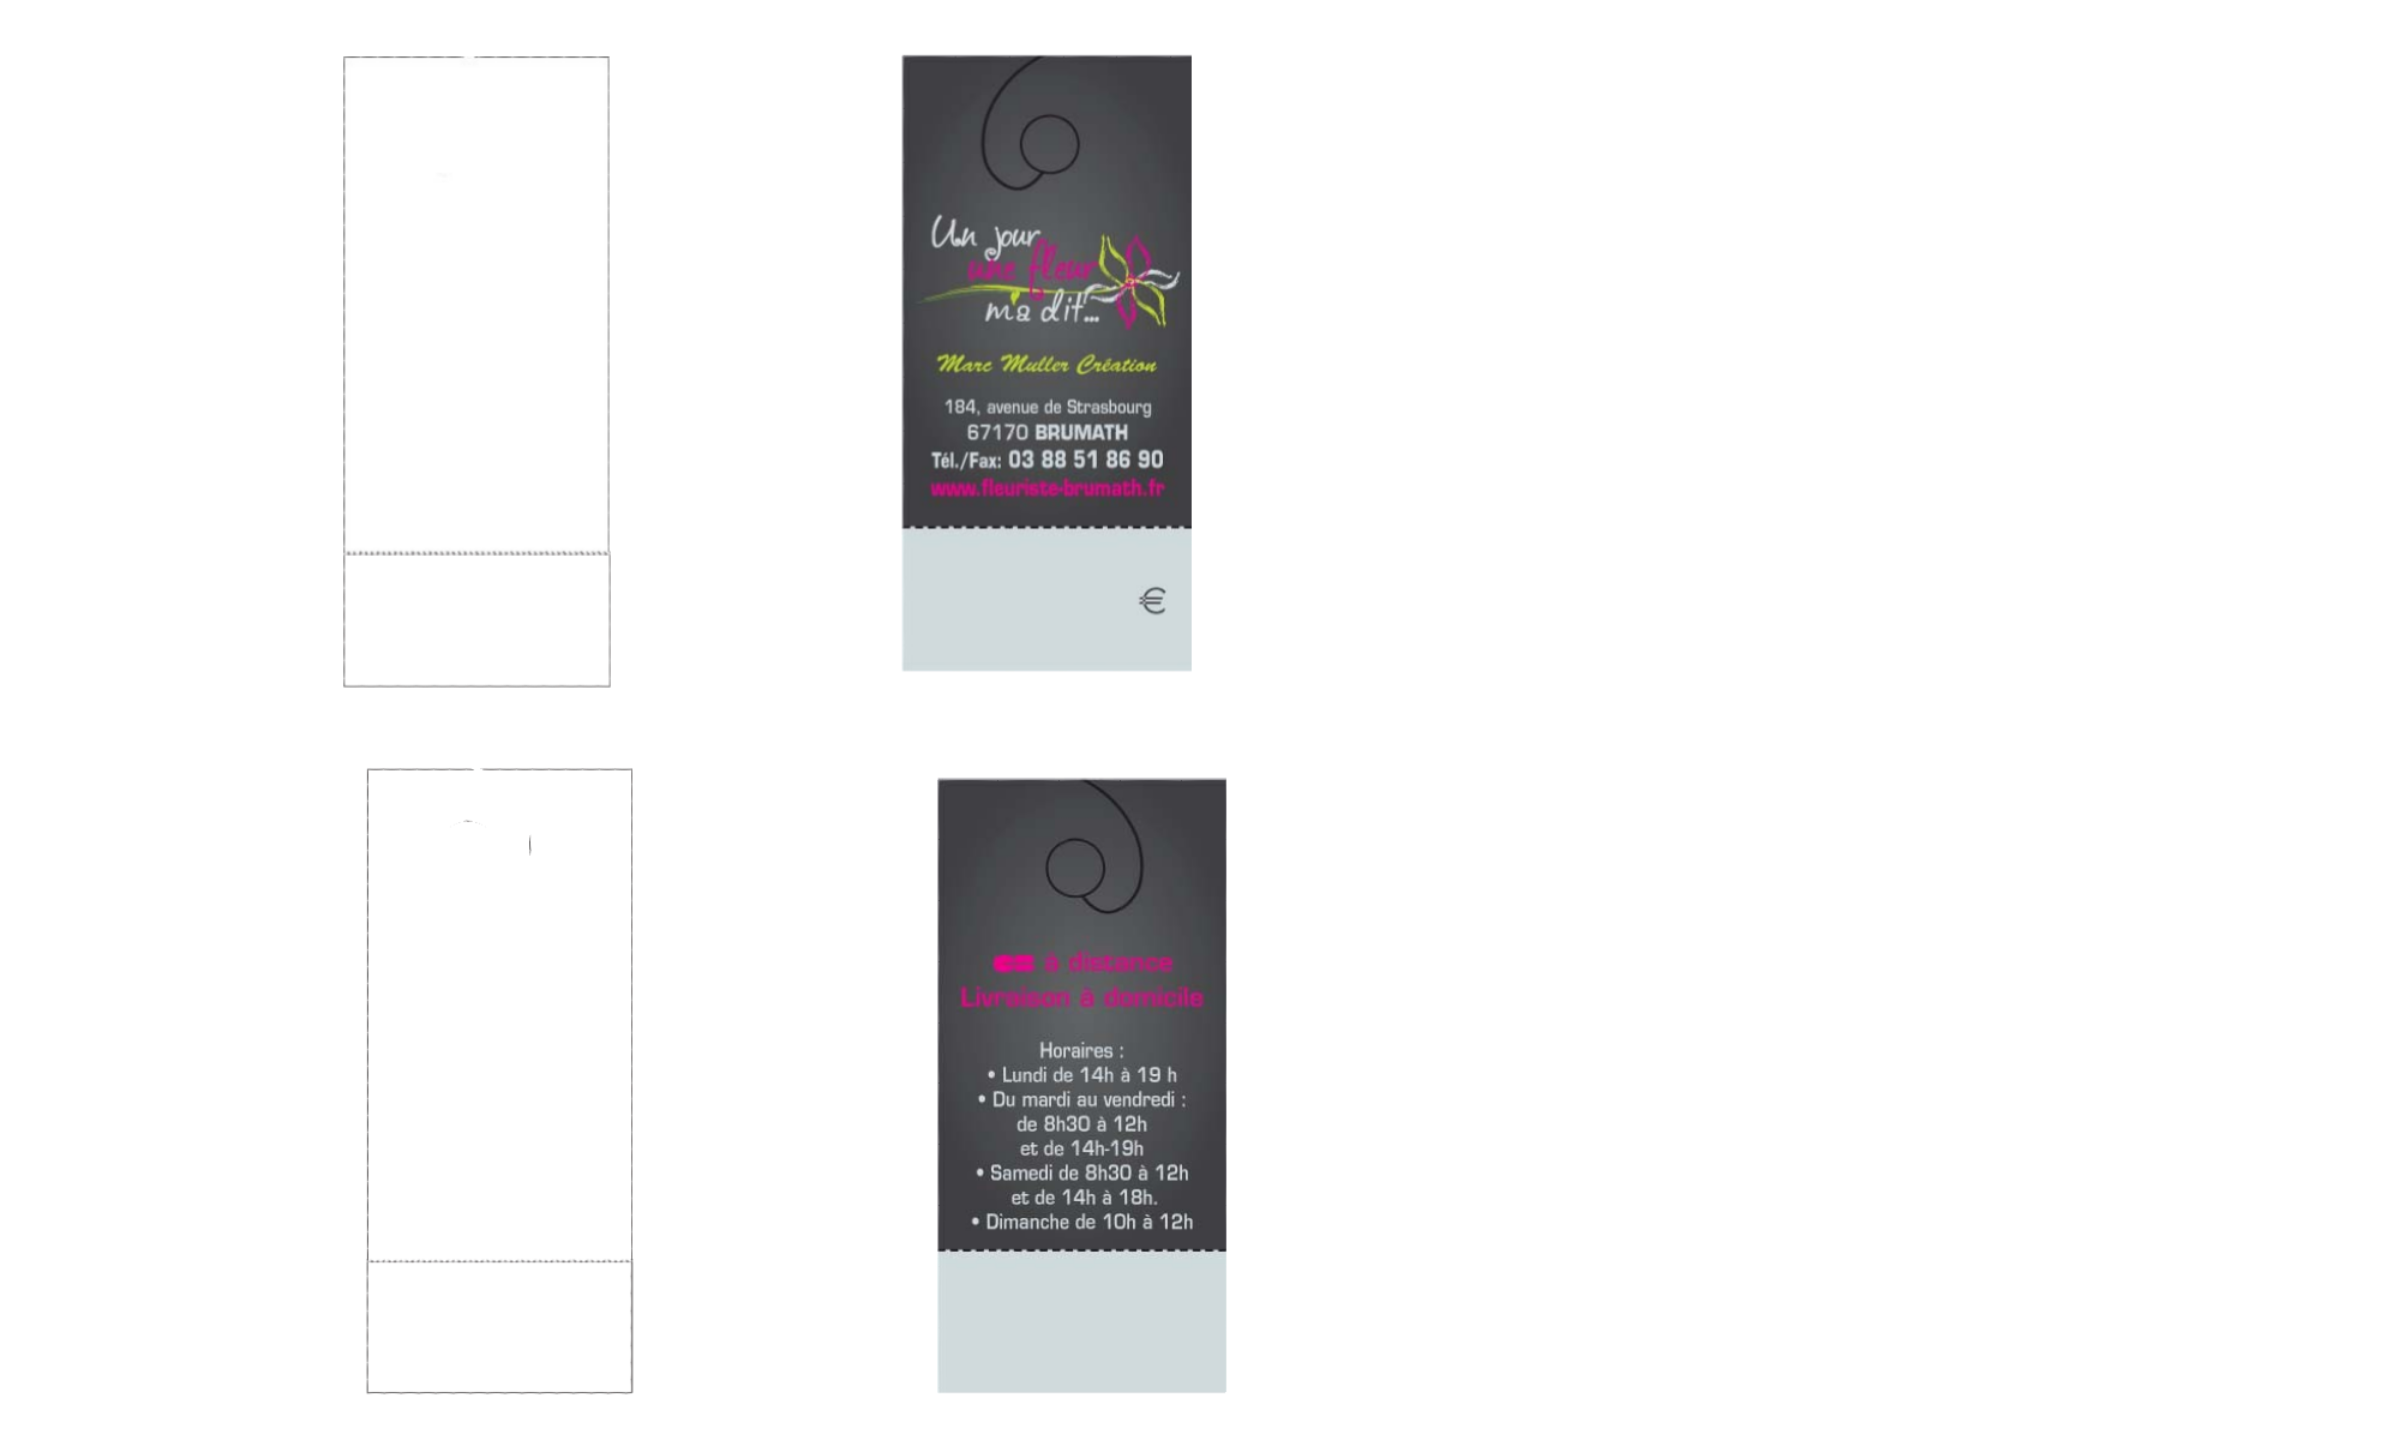 Un jour
une fleur
m'a dit...
Marc Muller Création
184, avenue de Strasbourg
67170 BRUMATH
Tél./Fax: 03 88 51 86 90
www.fleuriste-brumath.fr
€
à distance
Livraison à domicile
Horaires :
• Lundi de 14h à 19 h
• Du mardi au vendredi :
de 8h30 à 12h
et de 14h-19h
• Samedi de 8h30 à 12h
et de 14h à 18h.
• Dimanche de 10h à 12h